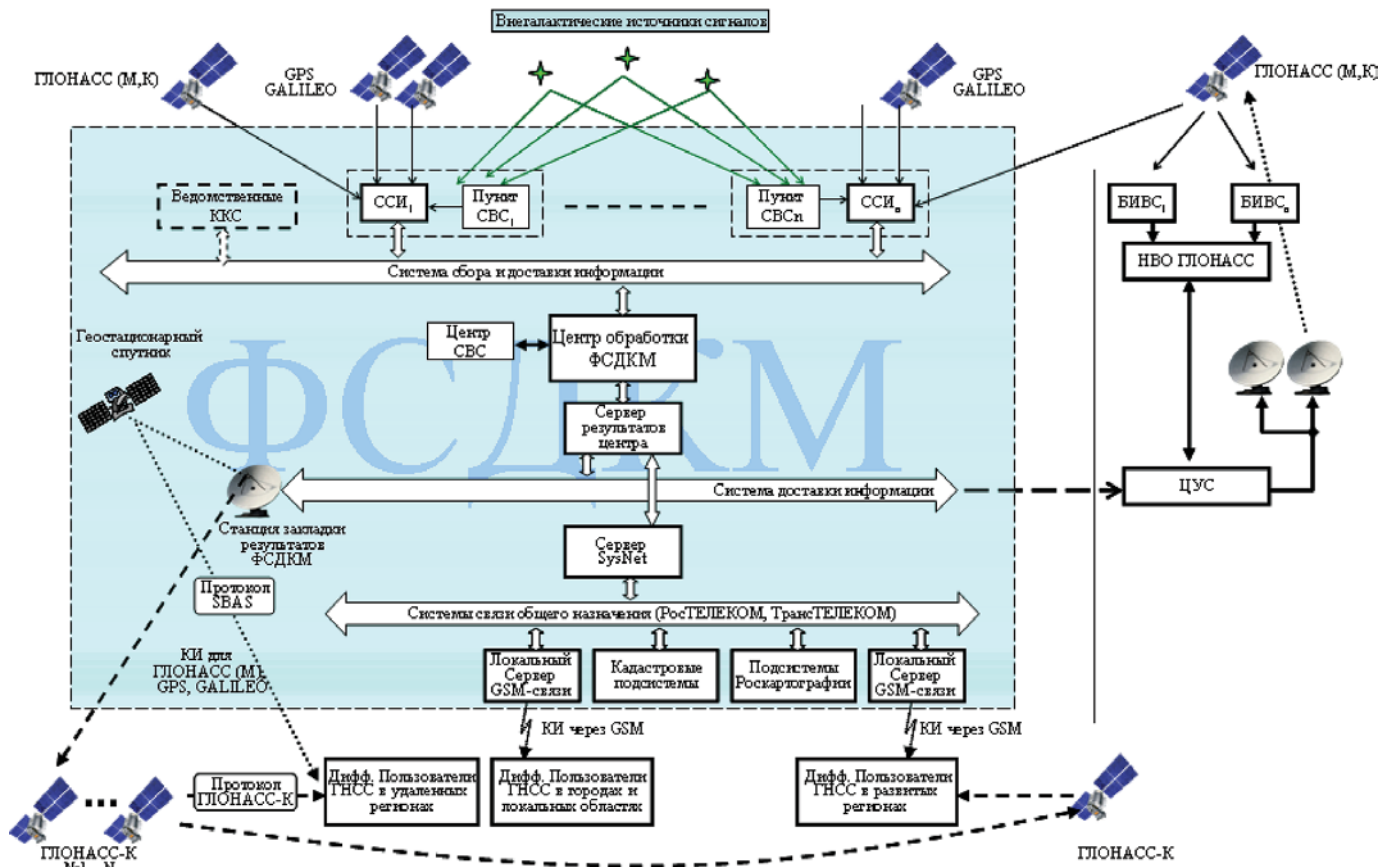 Внегалактические источники сигналов
ГЛОНАСС (М,К)
GPS
GALILEO
GPS
GALILEO
ГЛОНАСС (М,К)
Ведомственные
ККС
ССИ1
Пункт
СВС1
Пункт
СВСn
ССИn
БИВС1
БИВСn
НВО ГЛОНАСС
Система сбора и доставки информации
Геостационарный
спутник
Центр
СВС
Центр обработки
ФСДКМ
ФСДКМ
Сервер
результатов
центра
Система доставки информации
ЦУС
Станция закладки
результатов
ФСДКМ
Сервер
SysNet
Протокол
SBAS
Системы связи общего назначения (РосТЕЛЕКОМ, ТрансТЕЛЕКОМ)
КИ для
ГЛОНАСС (М),
GPS, GALILEO
Локальный
Сервер
GSM-связи
Кадастровые
подсистемы
Подсистемы
Роскартографии
Локальный
Сервер
GSM-связи
КИ через GSM
КИ через GSM
Протокол
ГЛОНАСС-К
Дифф. Пользователи
ГНСС в удаленных
регионах
Дифф. Пользователи
ГНСС в городах и
локальных областях
Дифф. Пользователи
ГНСС в развитых
регионах
ГЛОНАСС-К
ГЛОНАСС-К